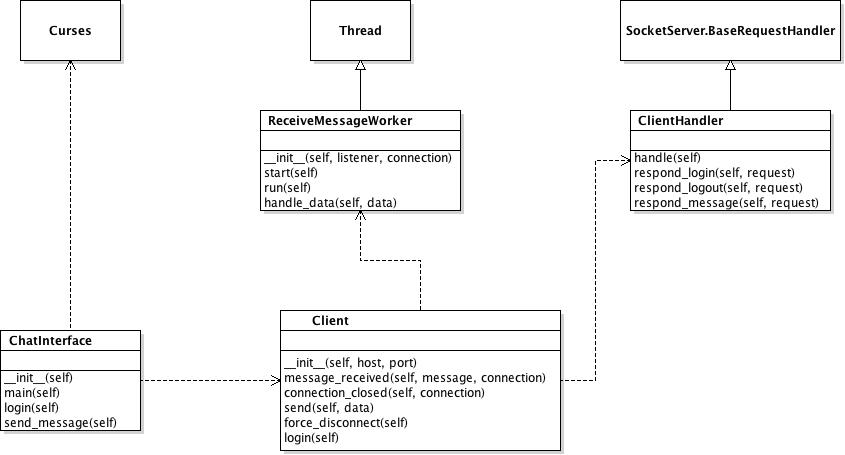 Curses
Thread
SocketServer.BaseRequestHandler
ReceiveMessageWorker
__init__(self, listener, connection)
start(self)
run(self)
handle_data(self, data)
ClientHandler
handle(self)
respond_login(self, request)
respond_logout(self, request)
respond_message(self, request)
ChatInterface
__init__(self)
main(self)
login(self)
send_message(self)
Client
__init__(self, host, port)
message_received(self, message, connection)
connection_closed(self, connection)
send(self, data)
force_disconnect(self)
login(self)